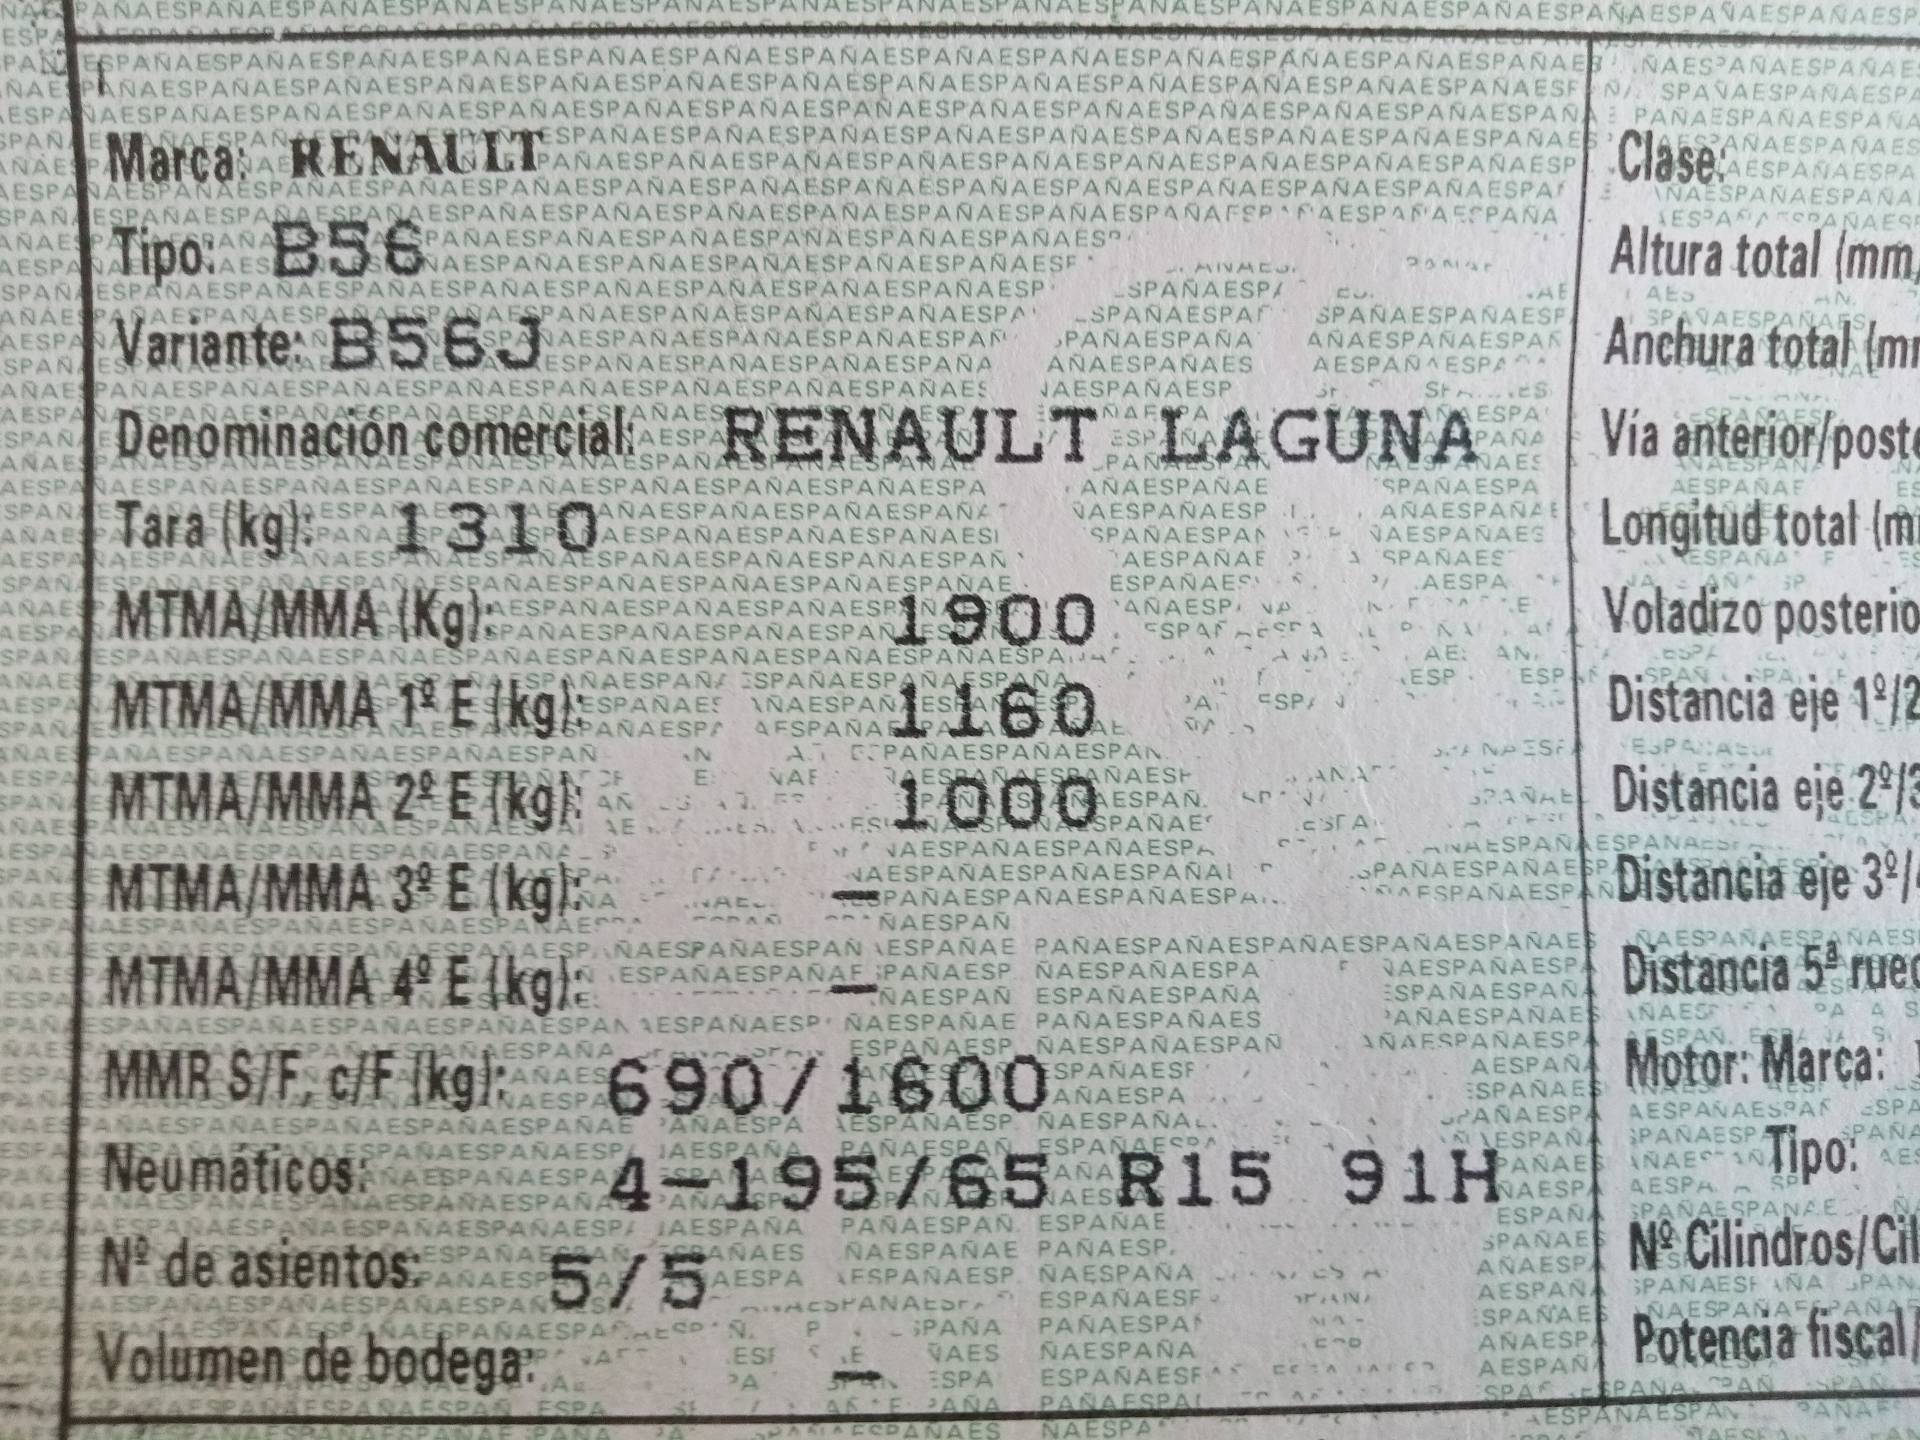 Marca: RENAULT
Tipo: B56
Variante: B56J
Denominación comercial: RENAULT LAGUNA
Tara (kg): 1310
MTMA/MMA (Kg): 1900
MTMA/MMA 1º E (kg): 1160
MTMA/MMA 2º E (kg): 1000
MTMA/MMA 3º E (kg): –
MTMA/MMA 4º E (kg): –
MMR S/F, c/F (kg): 690/1600
Neumáticos: 4-195/65 R15 91H
Nº de asientos: 5/5
Volumen de bodega: –
Clase:
Altura total (mm
Anchura total (m
Vía anterior/poste
Longitud total (m
Voladizo posterio
Distancia eje 1º/2
Distancia eje 2º/3
Distancia eje 3º/
Distancia 5ª rued
Motor: Marca:
Tipo:
Nº Cilindros/Cil
Potencia fiscal/